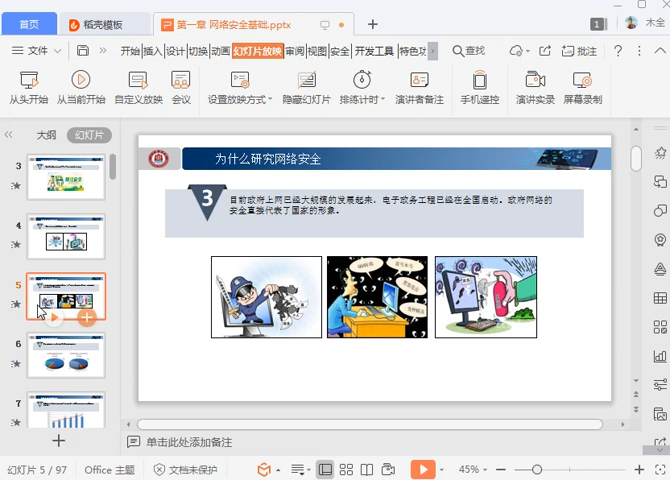 首页
稻壳模板
第一章 网络安全基础.pptx
1
木全
文件
开始 插入 设计 切换 动画 幻灯片放映 审阅 视图 安全 开发工具 特色功
查找
批注
从头开始
从当前开始
自定义放映
会议
设置放映方式
隐藏幻灯片
排练计时
演讲者备注
手机遥控
演讲实录
屏幕录制
大纲
幻灯片
3
4
5
6
7
为什么研究网络安全
3
目前政府上网已经大规模的发展起来，电子政务工程已经在全国启动。政府网络的
安全直接代表了国家的形象。
单击此处添加备注
幻灯片 5 / 97
Office 主题
文档未保护
45%